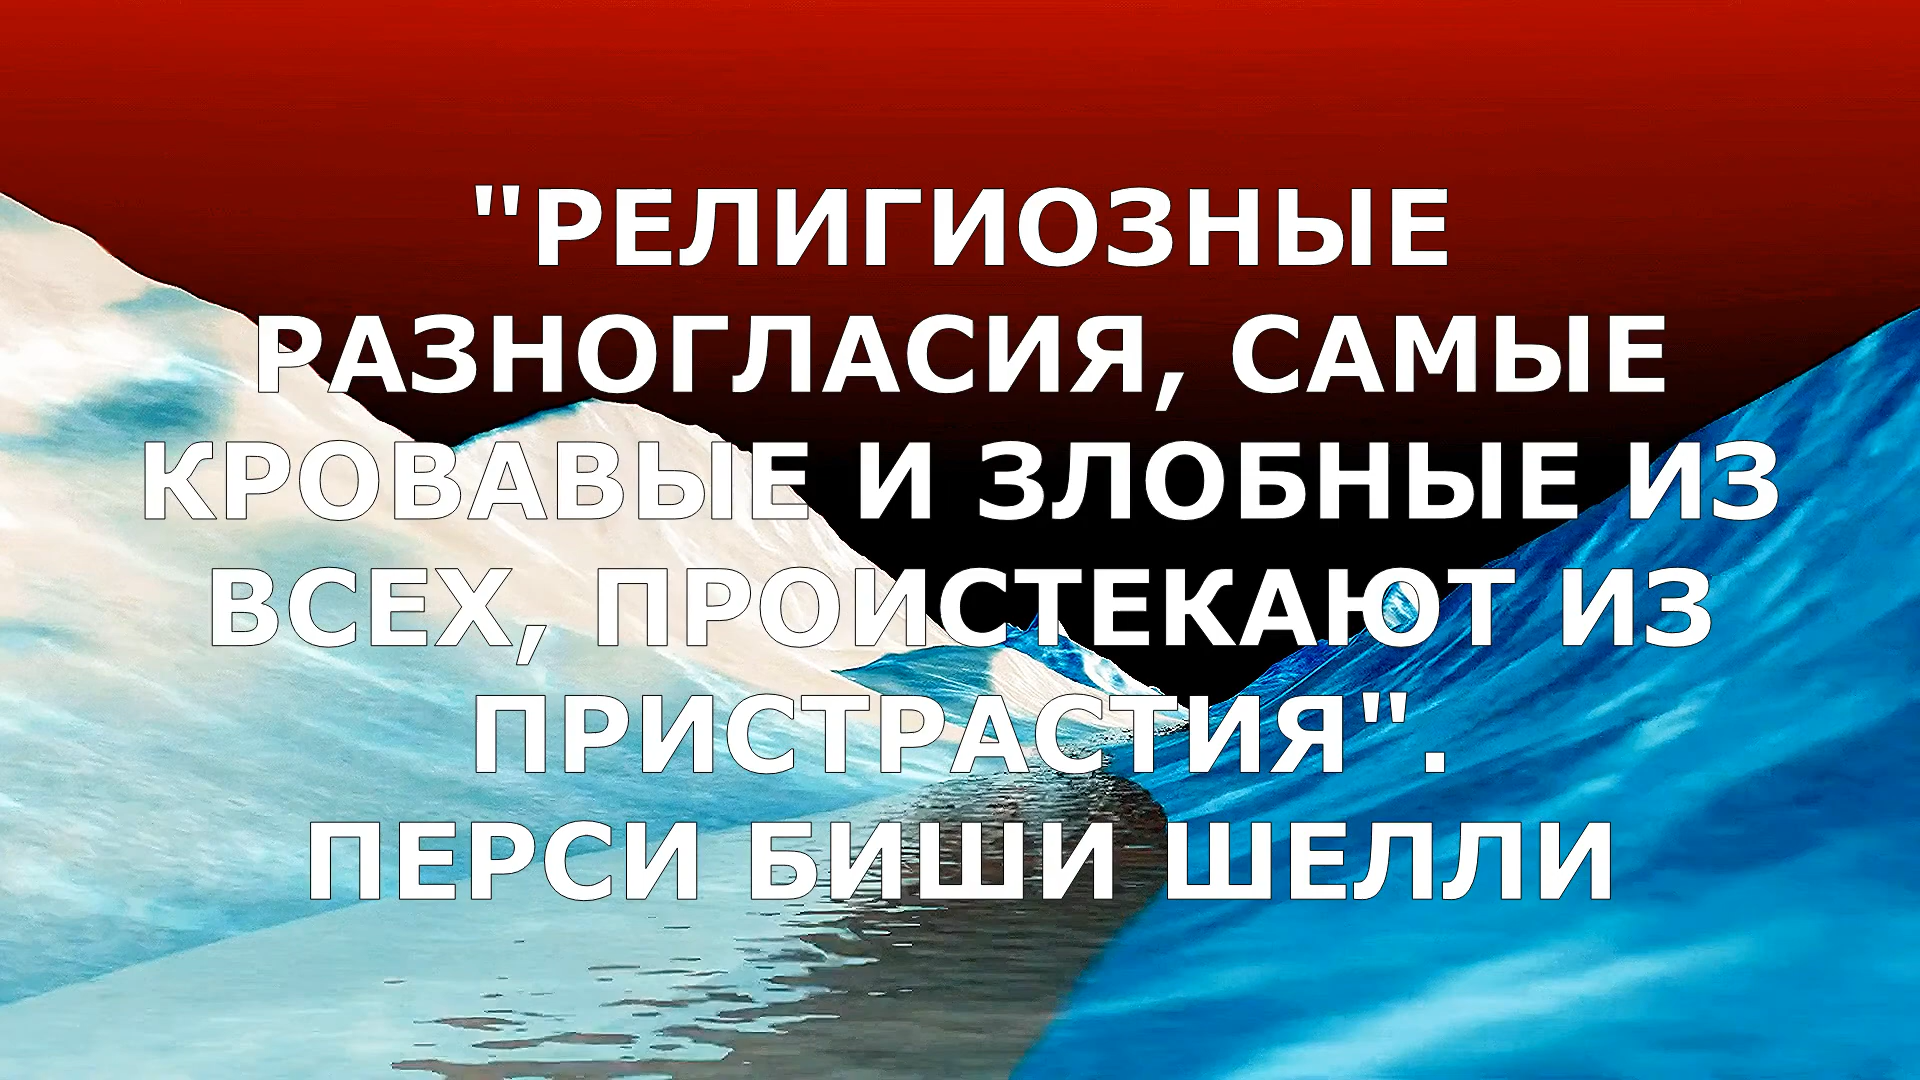 "РЕЛИГИОЗНЫЕ
РАЗНОГЛАСИЯ, САМЫЕ
КРОВАВЫЕ И ЗЛОБНЫЕ ИЗ
ВСЕХ, ПРОИСТЕКАЮТ ИЗ
ПРИСТРАСТИЯ".
ПЕРСИ БИШИ ШЕЛЛИ